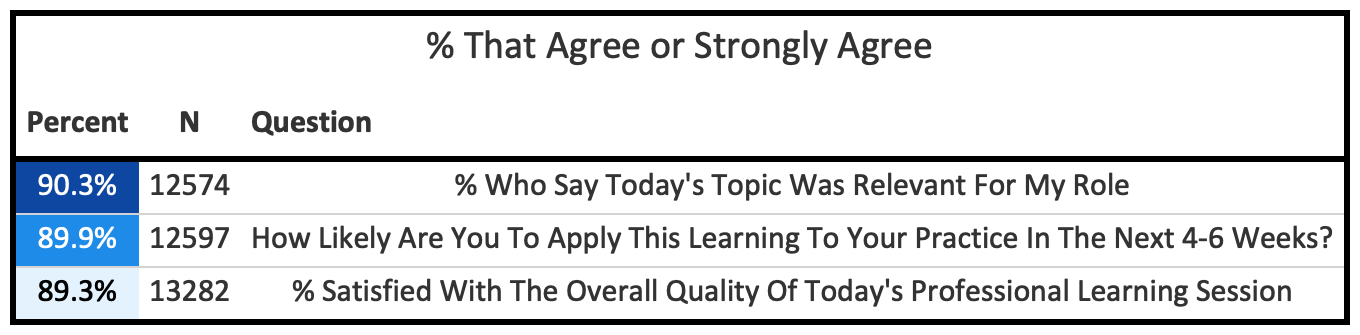 % That Agree or Strongly Agree
Percent N Question
90.3% 12574 % Who Say Today's Topic Was Relevant For My Role
89.9% 12597 How Likely Are You To Apply This Learning To Your Practice In The Next 4-6 Weeks?
89.3% 13282 % Satisfied With The Overall Quality Of Today's Professional Learning Session